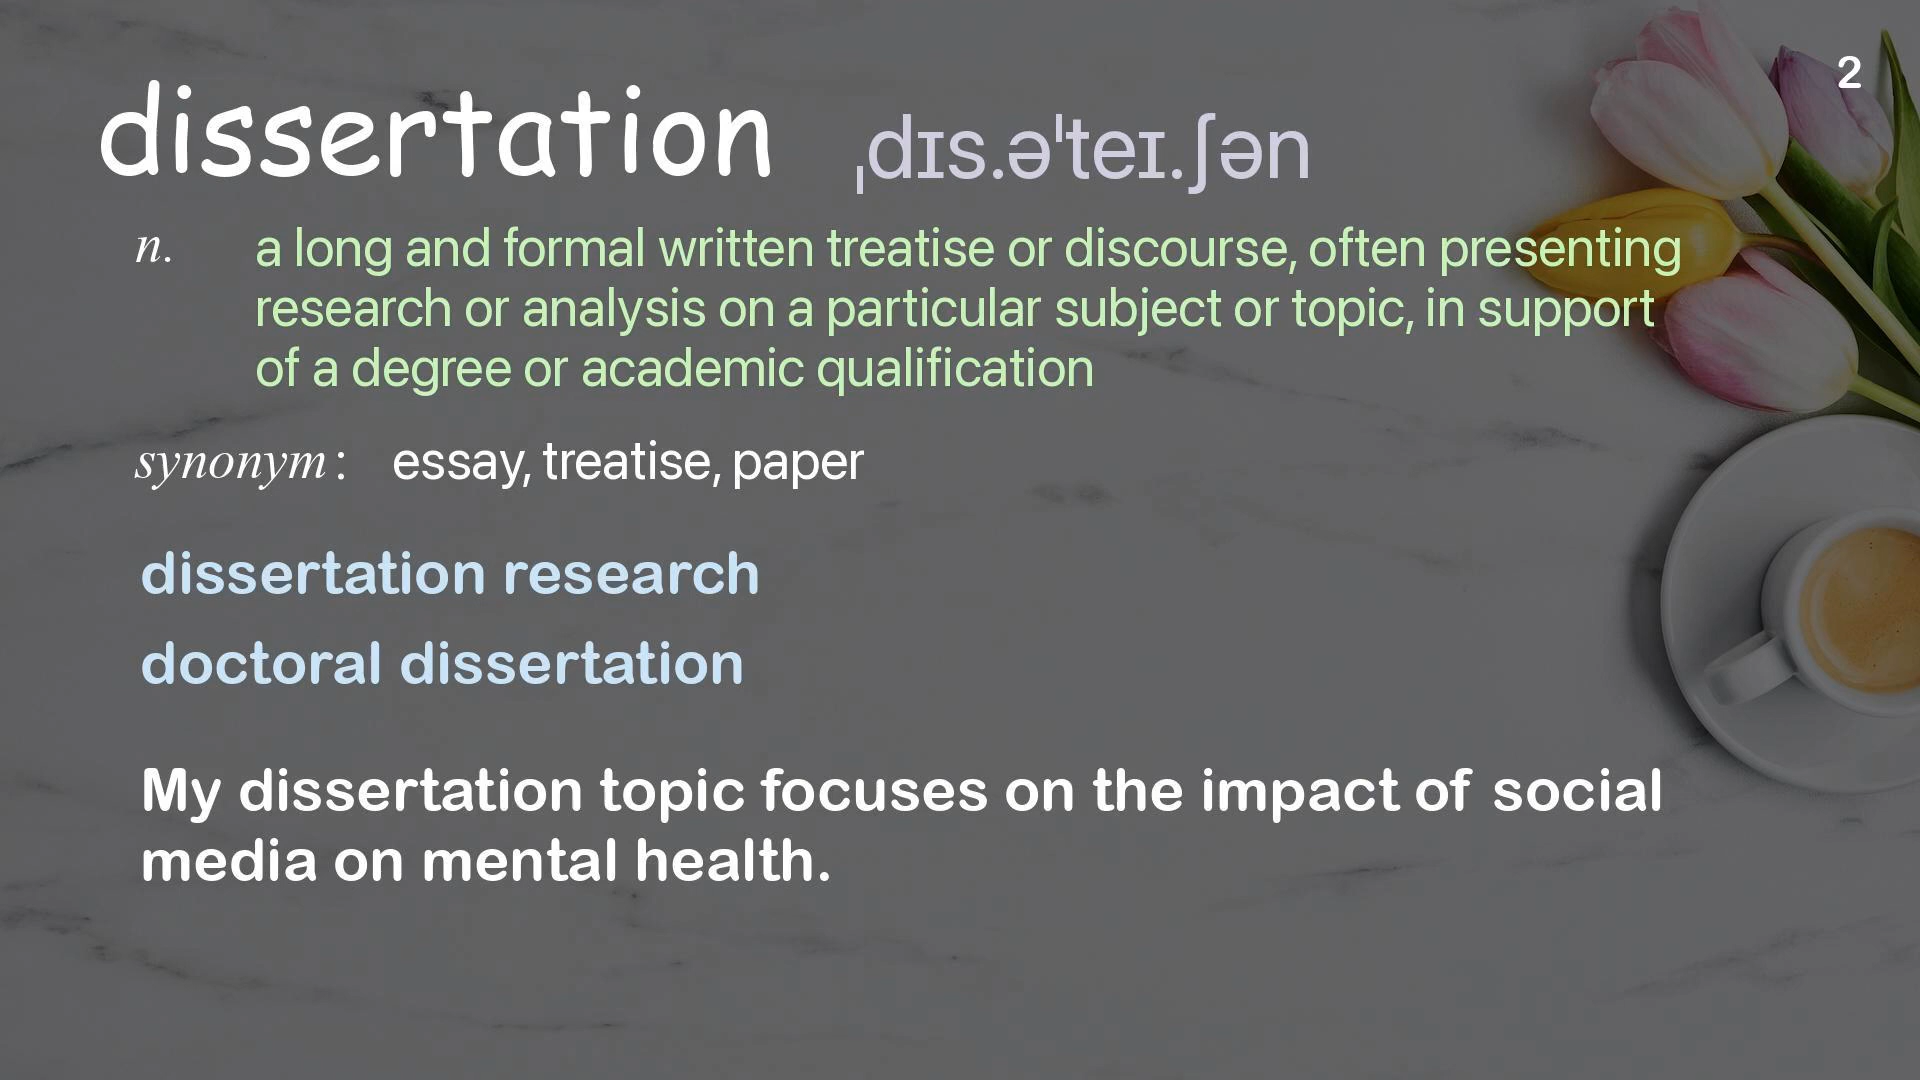 2
dissertation ˌdɪs.əˈteɪ.ʃən
n. a long and formal written treatise or discourse, often presenting
research or analysis on a particular subject or topic, in support
of a degree or academic qualification
synonym: essay, treatise, paper
dissertation research
doctoral dissertation
My dissertation topic focuses on the impact of social
media on mental health.